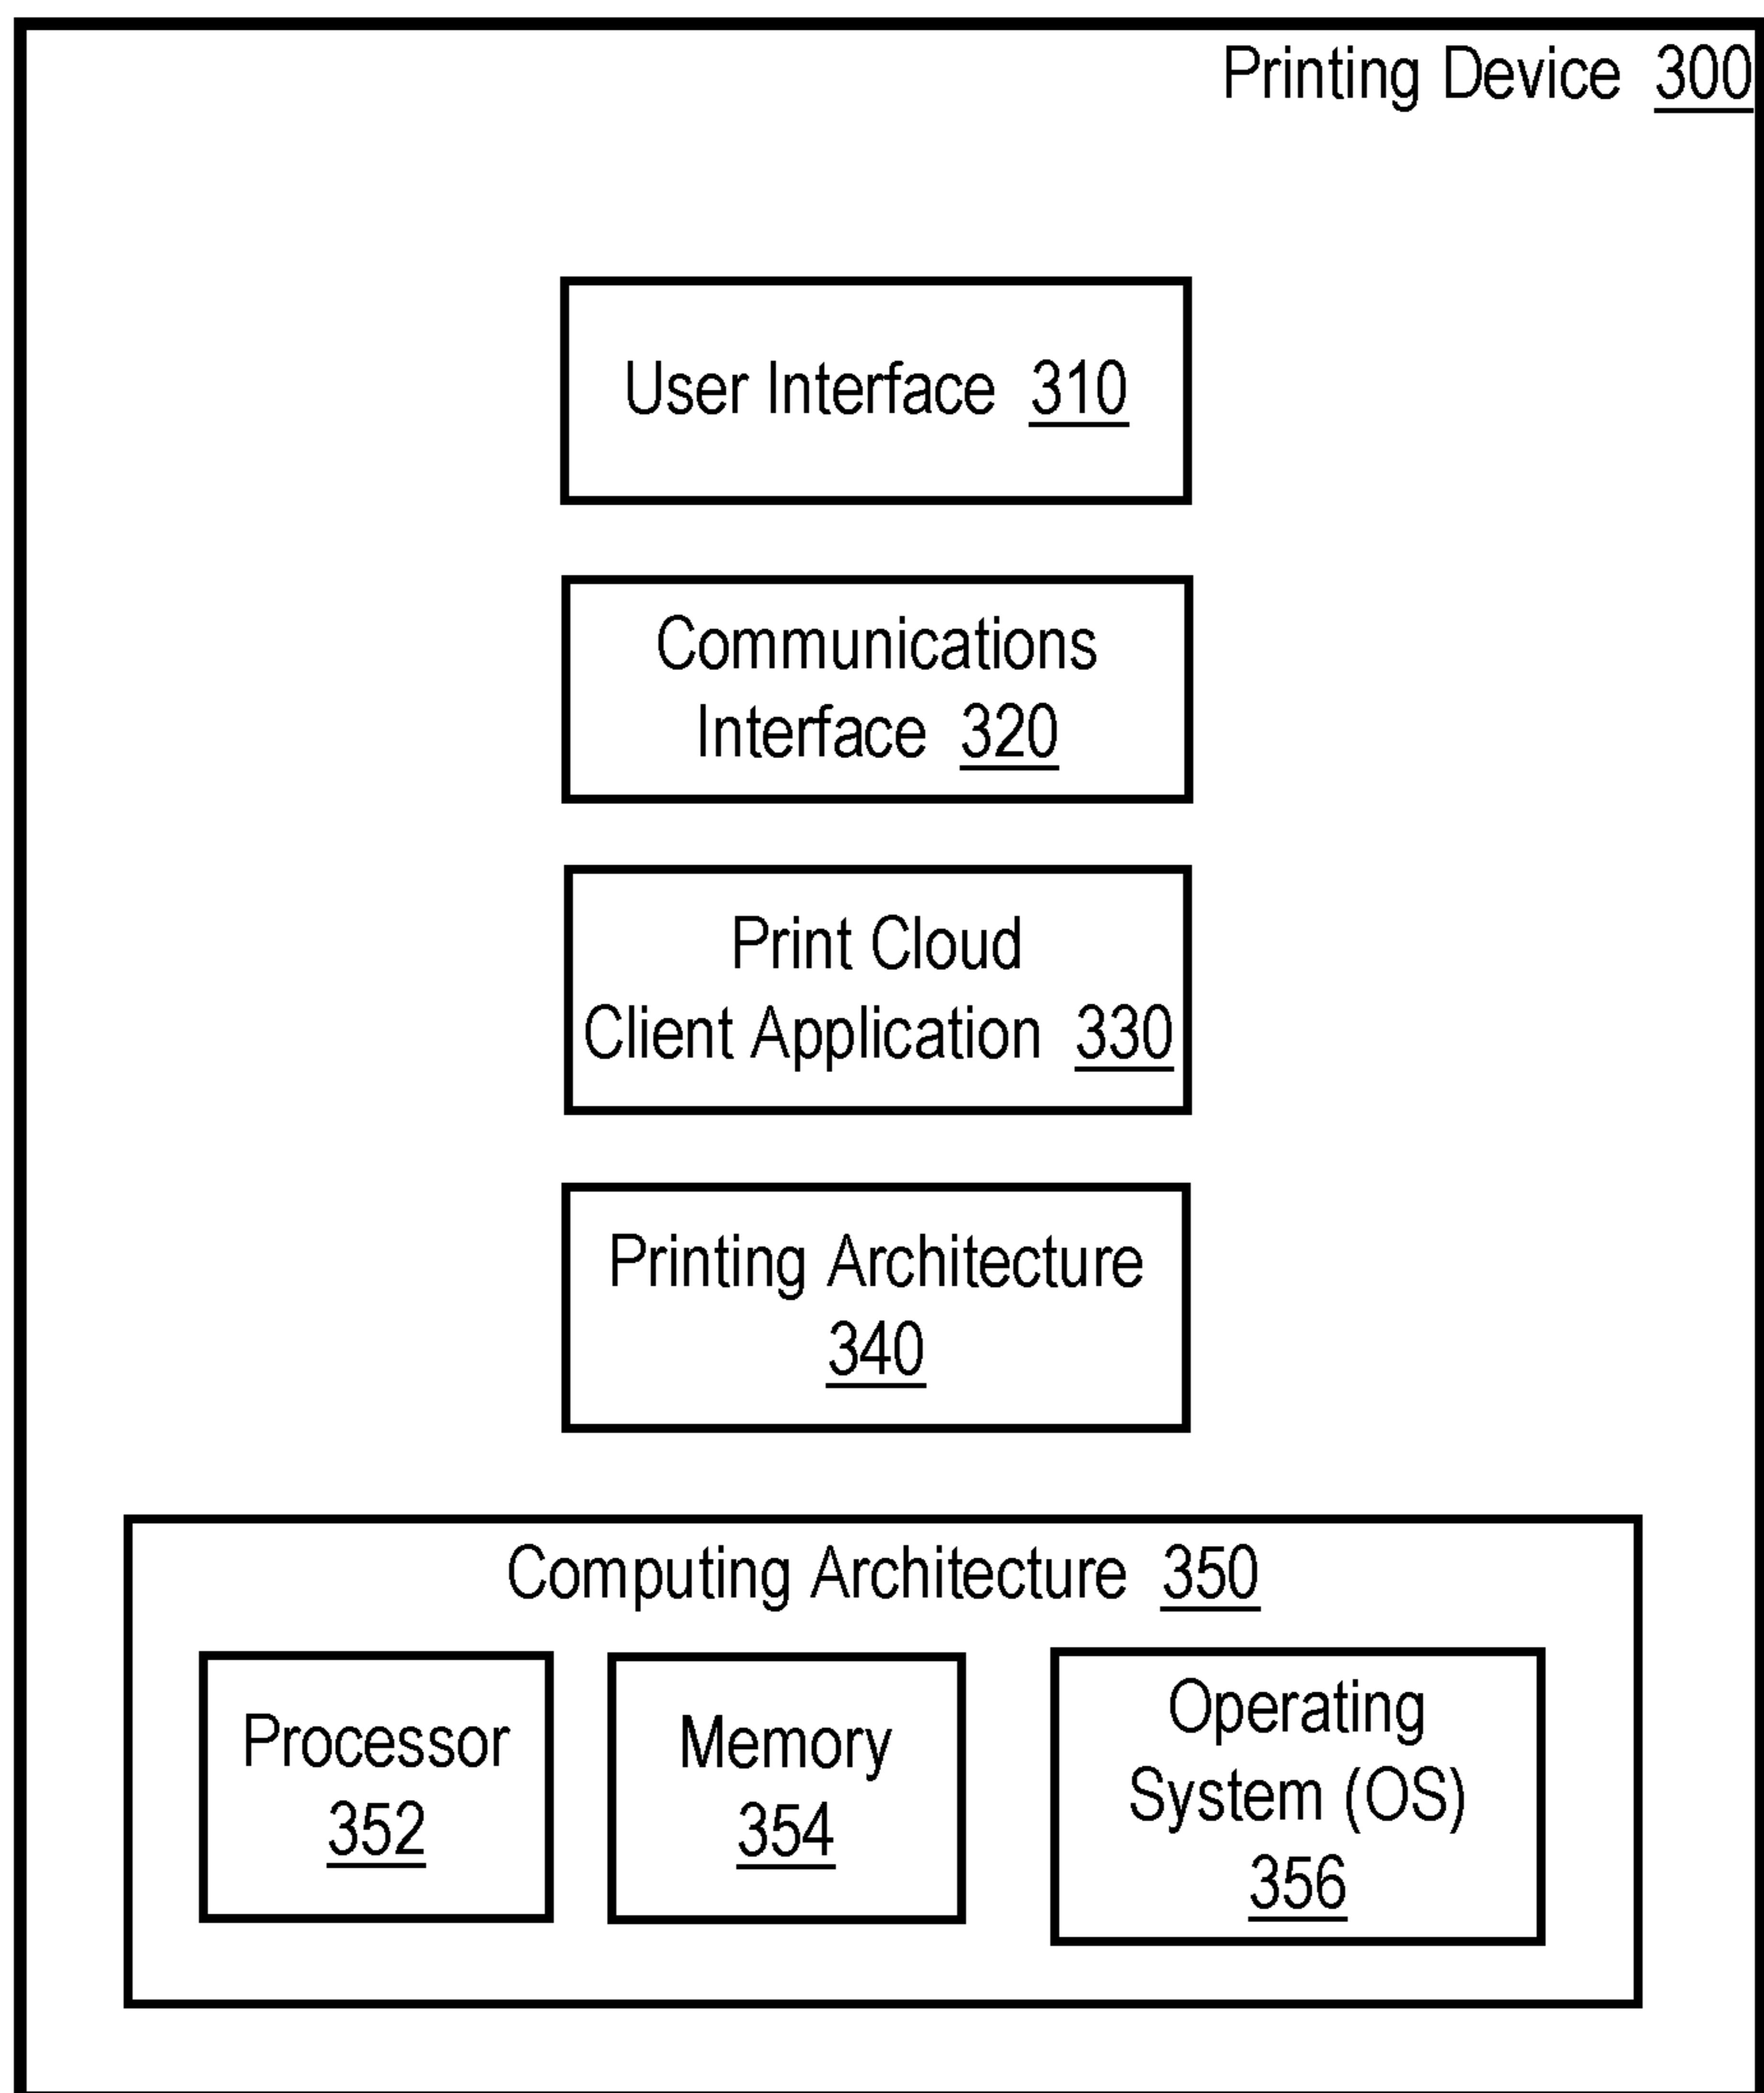 Printing Device 300
User Interface 310
Communications
Interface 320
Print Cloud
Client Application 330
Printing Architecture
340
Computing Architecture 350
Processor
352
Memory
354
Operating
System (OS)
356